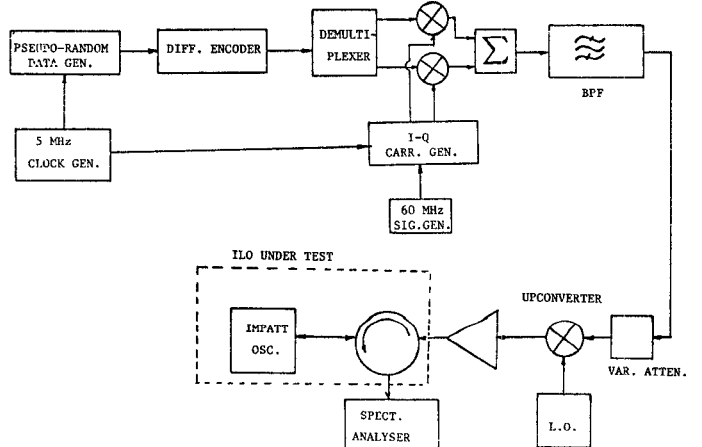 PSEUDO-RANDOM
DATA GEN.
DIFF. ENCODER
DEMULTI-
PLEXER
Σ
BPF
5 MHz
CLOCK GEN.
I-Q
CARR. GEN.
60 MHz
SIG.GEN.
ILO UNDER TEST
IMPATT
OSC.
UPCONVERTER
VAR. ATTEN.
SPECT.
ANALYSER
L.O.